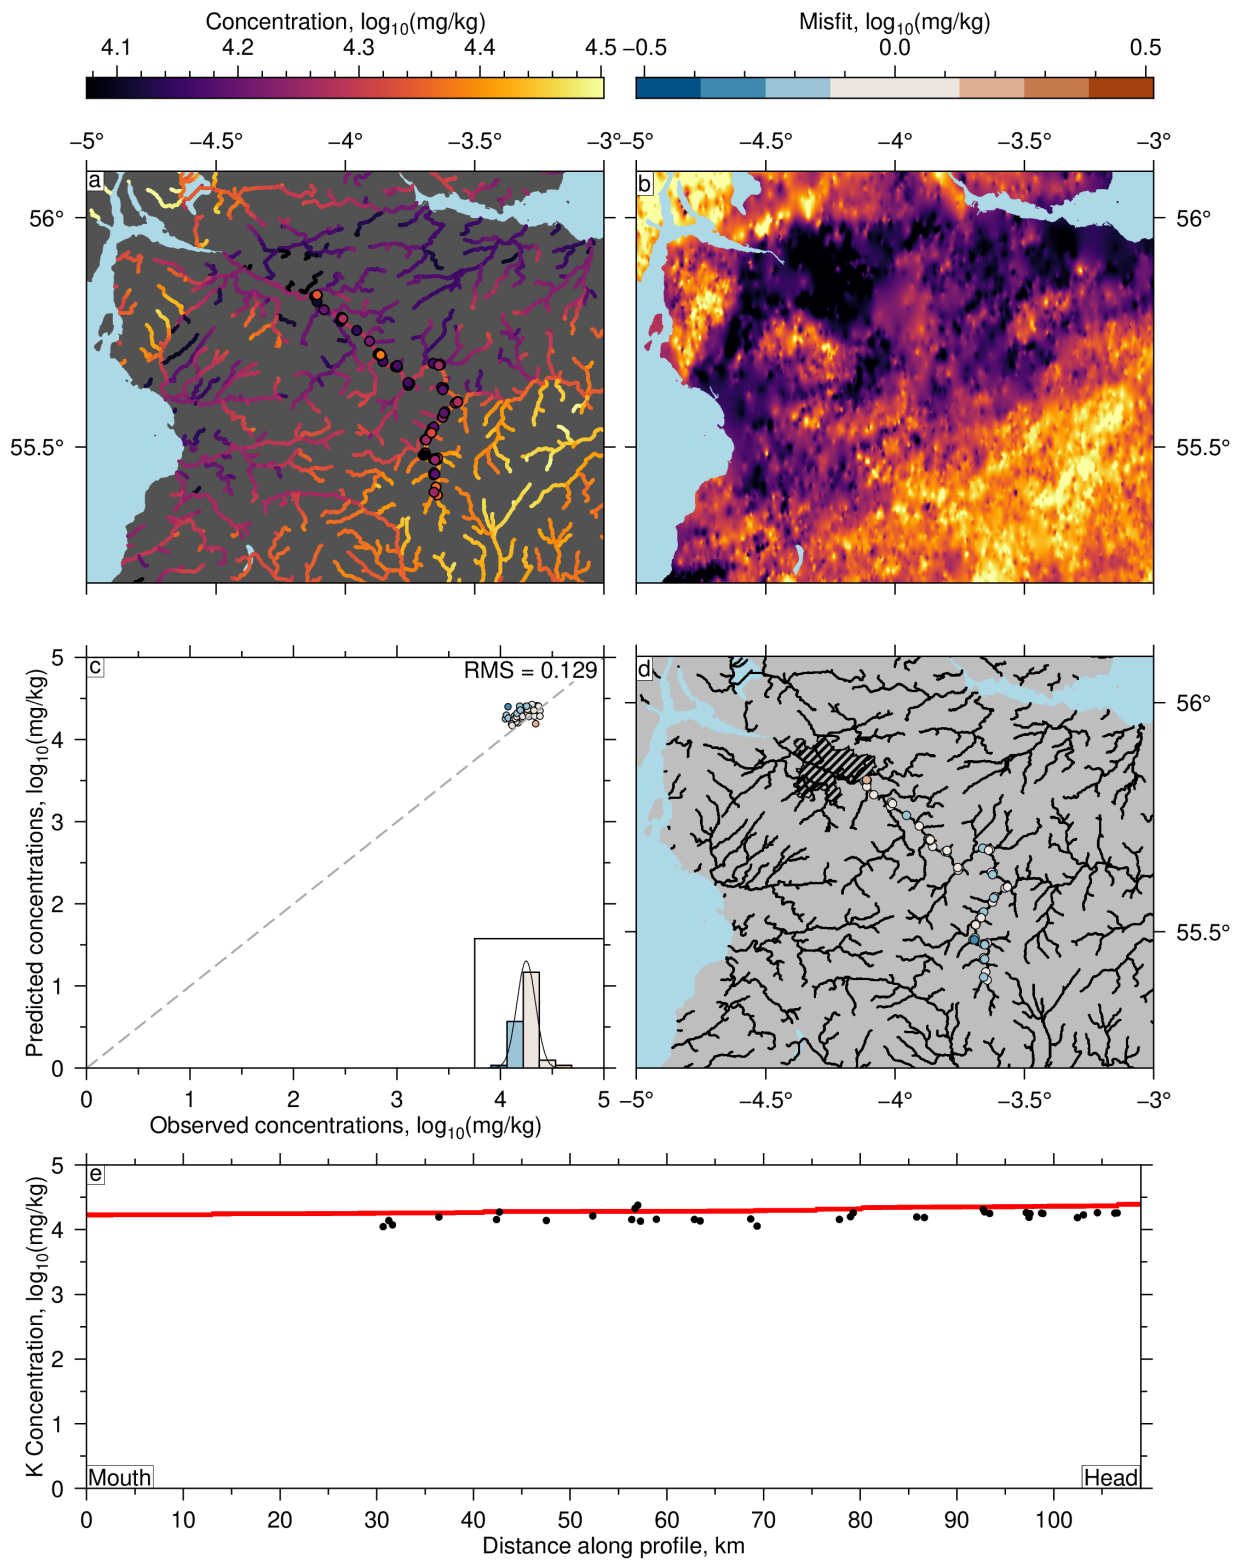 Concentration, log10(mg/kg)
Misfit, log10(mg/kg)
4.1 4.2 4.3 4.4 4.5
−0.5 0.0 0.5
−5° −4.5° −4° −3.5° −3°
−5° −4.5° −4° −3.5° −3°
a
b
56°
56°
55.5°
55.5°
c
RMS = 0.129
d
5
4
3
2
1
0
Predicted concentrations, log10(mg/kg)
56°
55.5°
0 1 2 3 4 5
−5° −4.5° −4° −3.5° −3°
Observed concentrations, log10(mg/kg)
e
5
4
3
2
1
0
K Concentration, log10(mg/kg)
Mouth
Head
0 10 20 30 40 50 60 70 80 90 100
Distance along profile, km